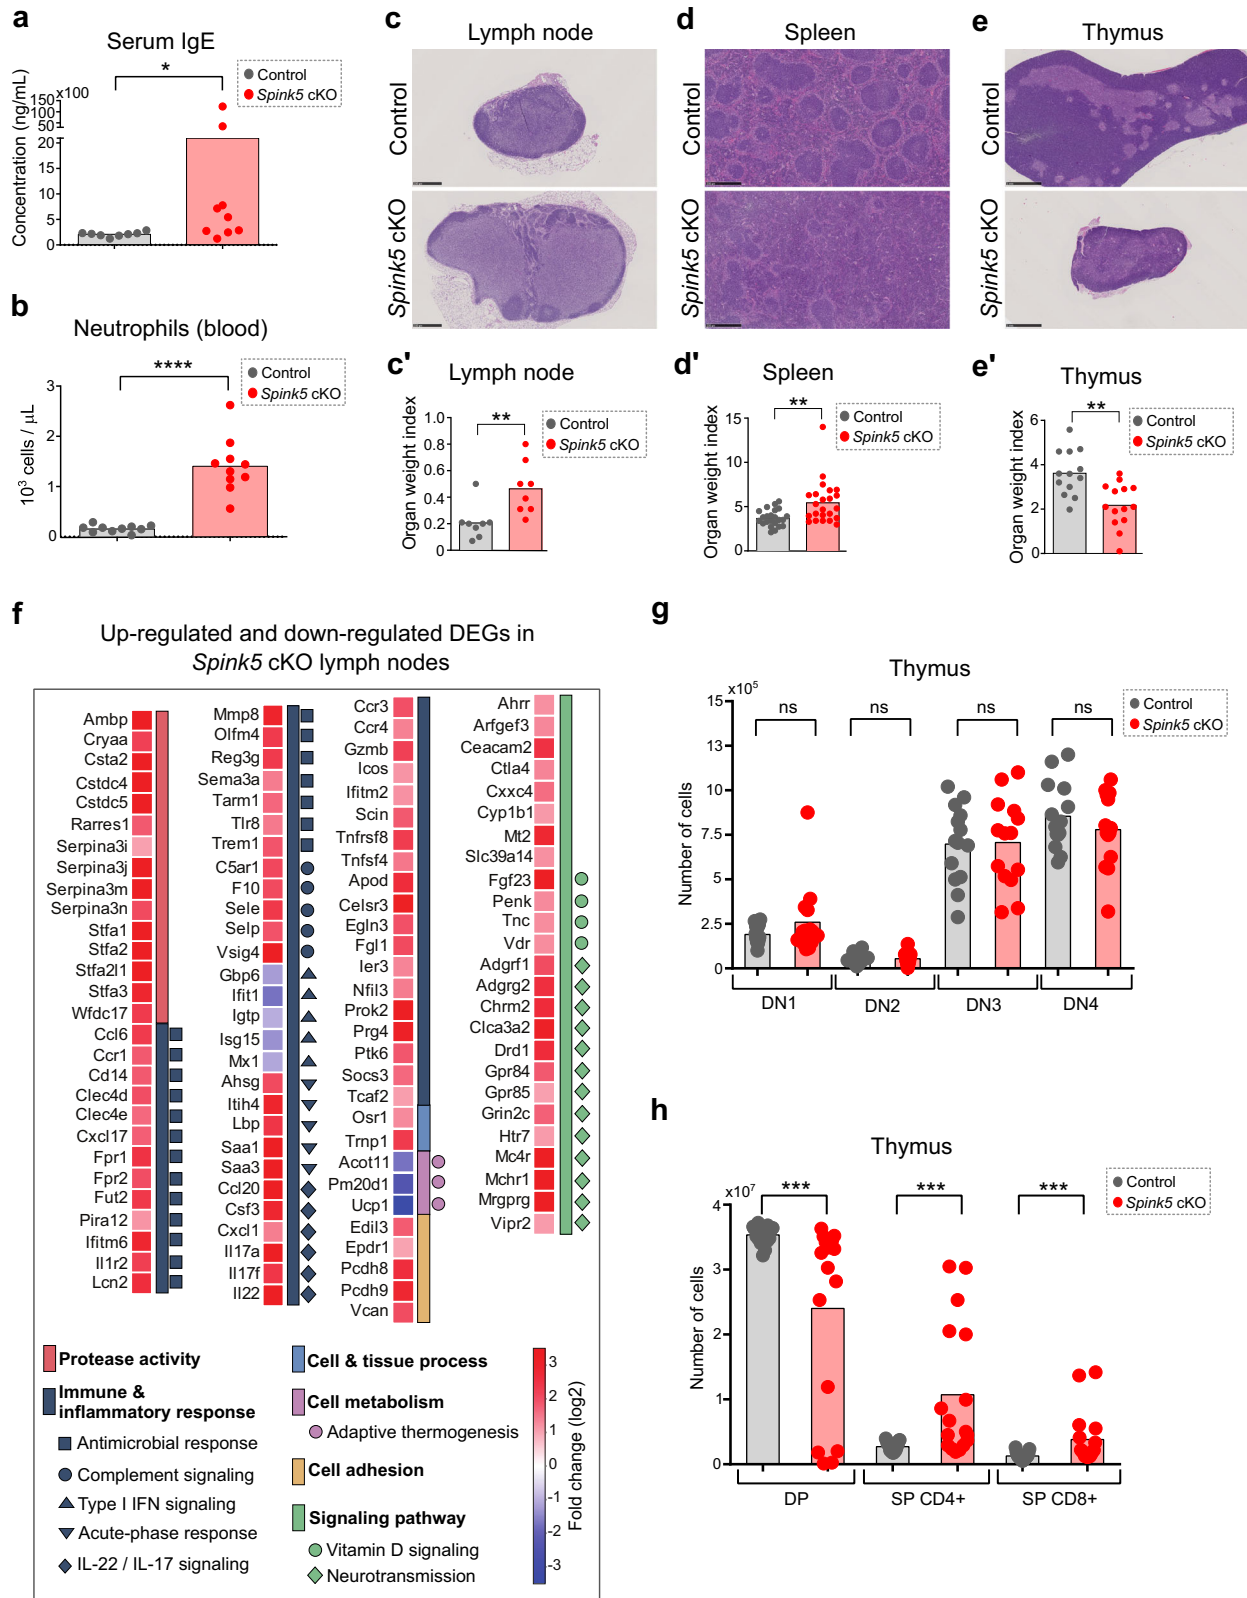 a
Serum IgE
*
Control
Spink5 cKO
x100
150
100
50
20
15
10
5
0
Concentration (ng/mL)
b
Neutrophils (blood)
****
Control
Spink5 cKO
3
2
1
0
10³ cells / µL
c
Lymph node
Control
Spink5 cKO
d
Spleen
Control
Spink5 cKO
e
Thymus
Control
Spink5 cKO
c'
Lymph node
**
Control
Spink5 cKO
1.0
0.8
0.6
0.4
0.2
0
Organ weight index
d'
Spleen
**
Control
Spink5 cKO
15
10
5
0
Organ weight index
e'
Thymus
**
Control
Spink5 cKO
6
4
2
0
Organ weight index
f
Up-regulated and down-regulated DEGs in
Spink5 cKO lymph nodes
Ambp
Cryaa
Csta2
Cstdc4
Cstdc5
Rarres1
Serpina3i
Serpina3j
Serpina3m
Serpina3n
Stfa1
Stfa2
Stfa2l1
Stfa3
Wfdc17
Ccl6
Ccr1
Cd14
Clec4d
Clec4e
Cxcl17
Fpr1
Fpr2
Fut2
Pira12
Ifitm6
Il1r2
Lcn2
Mmp8
Olfm4
Reg3g
Sema3a
Tarm1
Tlr8
Trem1
C5ar1
F10
Sele
Selp
Vsig4
Gbp6
Ifit1
Igtp
Isg15
Mx1
Ahsg
Itih4
Lbp
Saa1
Saa3
Ccl20
Csf3
Cxcl1
Il17a
Il17f
Il22
Ccr3
Ccr4
Gzmb
Icos
Ifitm2
Scin
Tnfrsf8
Tnfsf4
Apod
Celsr3
Egln3
Fgl1
Ier3
Nfil3
Prok2
Prg4
Ptk6
Socs3
Tcaf2
Osr1
Trnp1
Acot11
Pm20d1
Ucp1
Edil3
Epdr1
Pcdh8
Pcdh9
Vcan
Ahrr
Arfgef3
Ceacam2
Ctla4
Cxxc4
Cyp1b1
Mt2
Slc39a14
Fgf23
Penk
Tnc
Vdr
Adgrf1
Adgrg2
Chrm2
Clca3a2
Drd1
Gpr84
Gpr85
Grin2c
Htr7
Mc4r
Mchr1
Mrgprg
Vipr2
Protease activity
Immune &
inflammatory response
Antimicrobial response
Complement signaling
Type I IFN signaling
Acute-phase response
IL-22 / IL-17 signaling
Cell & tissue process
Cell metabolism
Adaptive thermogenesis
Cell adhesion
Signaling pathway
Vitamin D signaling
Neurotransmission
3
2
1
0
-1
-2
-3
Fold change (log2)
g
Thymus
Control
Spink5 cKO
x10⁵
15
13
10
7.5
5
2.5
0
Number of cells
ns
ns
ns
ns
DN1
DN2
DN3
DN4
h
Thymus
Control
Spink5 cKO
x10⁷
4
3
2
1
0
Number of cells
***
***
***
DP
SP CD4+
SP CD8+